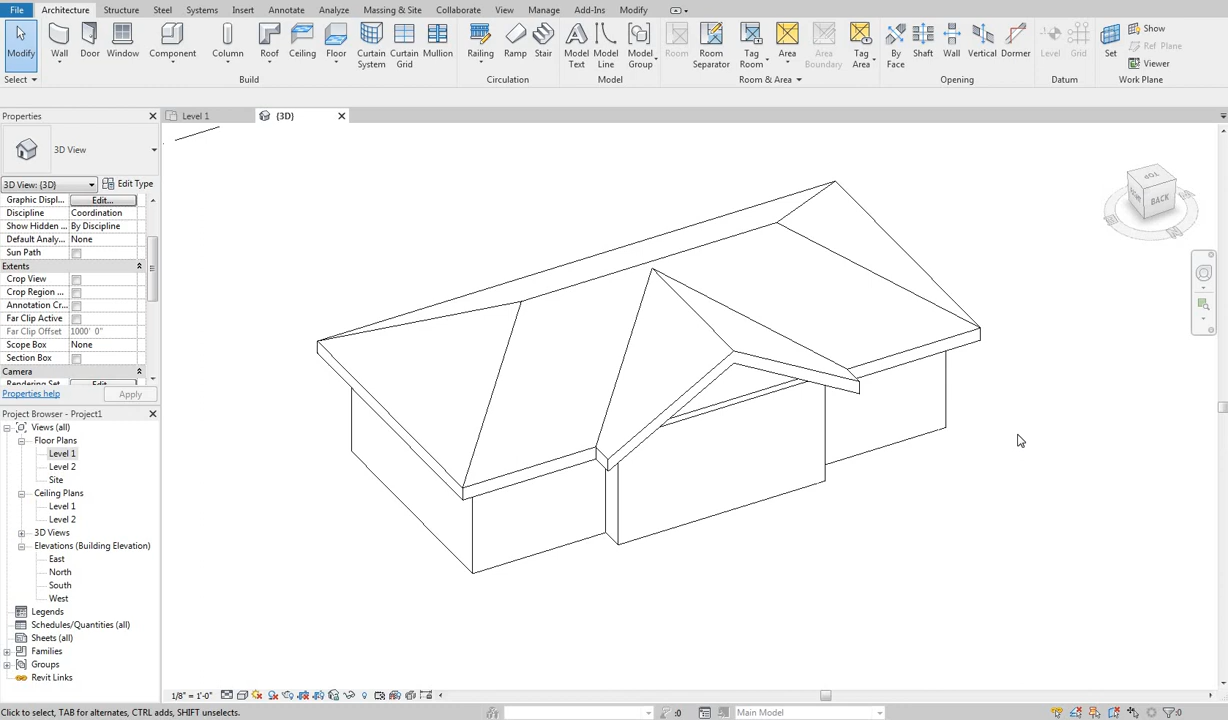 File Architecture Structure Steel Systems Insert Annotate Analyze Massing & Site Collaborate View Manage Add-Ins Modify
Modify Wall Door Window Component Column Roof Ceiling Floor Curtain System Curtain Grid Mullion Railing Ramp Stair Model Text Model Line Model Group Room Room Separator Tag Room Area Area Boundary Tag Area By Face Shaft Wall Vertical Dormer Level Grid Set Show Ref Plane Viewer
Select Build Circulation Model Room & Area Opening Datum Work Plane
Properties
Level 1 (3D)
3D View
3D View: (3D) Edit Type
Graphic Displ... Edit...
Discipline Coordination
Show Hidden ... By Discipline
Default Analy... None
Sun Path
Extents
Crop View
Crop Region ...
Annotation Cr...
Far Clip Active
Far Clip Offset 1000' 0"
Scope Box None
Section Box
Camera
Rendering Set... Edit...
Properties help Apply
Project Browser - Project1
Views (all)
Floor Plans
Level 1
Level 2
Site
Ceiling Plans
Level 1
Level 2
3D Views
Elevations (Building Elevation)
East
North
South
West
Legends
Schedules/Quantities (all)
Sheets (all)
Families
Groups
Revit Links
TOP
BACK
1/8" = 1'-0"
Click to select, TAB for alternates, CTRL adds, SHIFT unselects. :0 Main Model :0